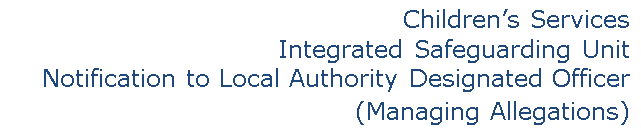 Children's Services
Integrated Safeguarding Unit
Notification to Local Authority Designated Officer
(Managing Allegations)